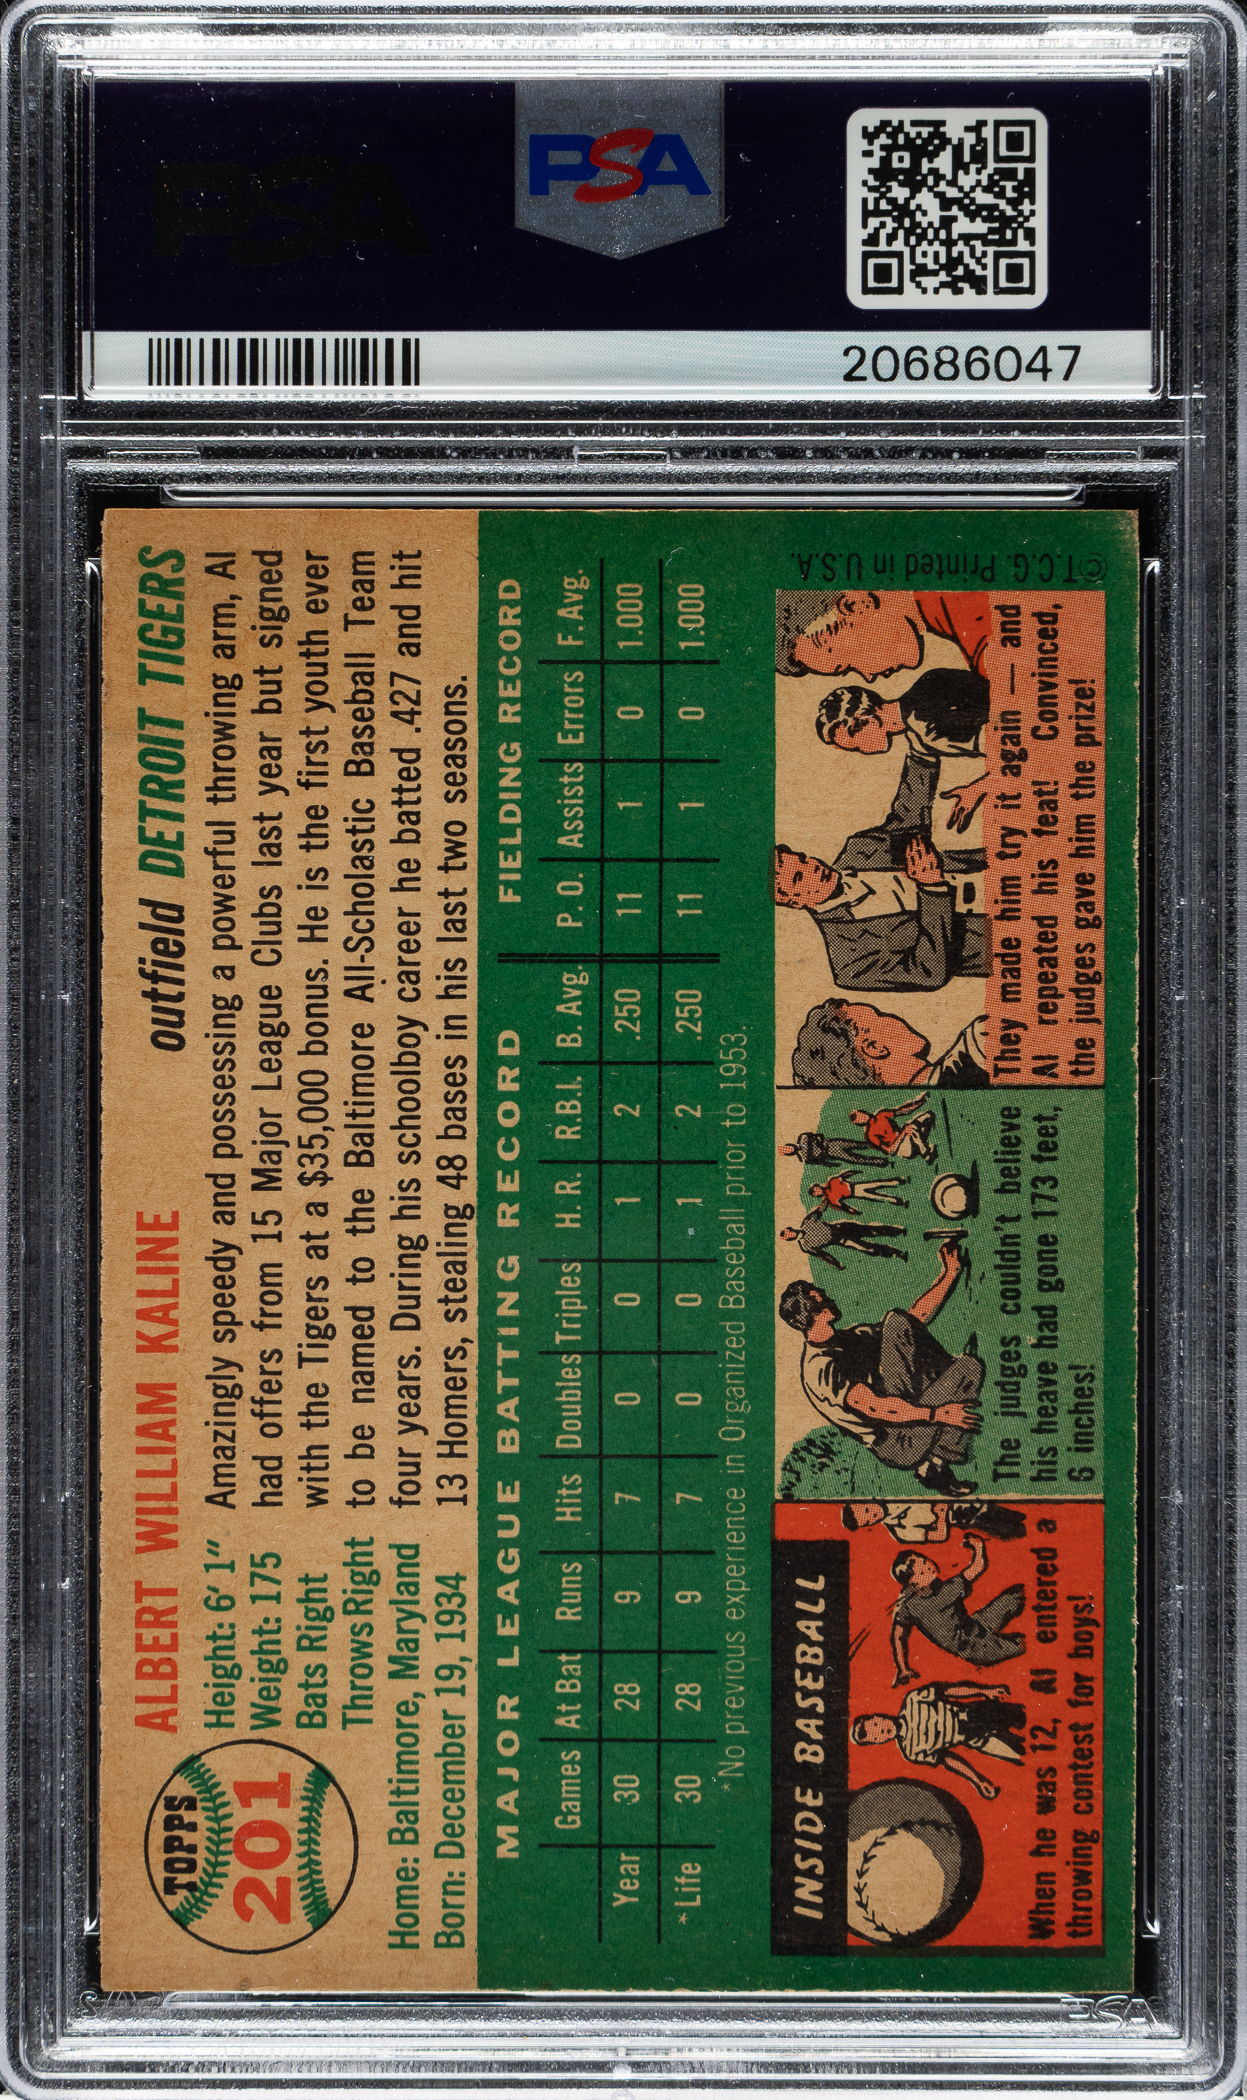 PSA
PSA
20686047
TOPPS
201
ALBERT WILLIAM KALINE
outfield DETROIT TIGERS
Height: 6' 1"
Weight: 175
Bats Right
Throws Right
Home: Baltimore, Maryland
Born: December 19, 1934
Amazingly speedy and possessing a powerful throwing arm, Al
had offers from 15 Major League Clubs last year but signed
with the Tigers at a $35,000 bonus. He is the first youth ever
to be named to the Baltimore All-Scholastic Baseball Team
four years. During his schoolboy career he batted .427 and hit
13 Homers, stealing 48 bases in his last two seasons.
MAJOR LEAGUE BATTING RECORD FIELDING RECORD
Games At Bat Runs Hits Doubles Triples H. R. R.B.I. B. Avg. P. O. Assists Errors F. Avg.
Year 30 28 9 7 0 0 1 2 .250 11 1 0 1.000
*Life 30 28 9 7 0 0 1 2 .250 11 1 0 1.000
*No previous experience in Organized Baseball prior to 1953.
INSIDE BASEBALL
When he was 12, Al entered a
throwing contest for boys!
The judges couldn't believe
his heave had gone 173 feet,
6 inches!
They made him try it again — and
Al repeated his feat! Convinced,
the judges gave him the prize!
©T.C.G. Printed in U.S.A.
PSA